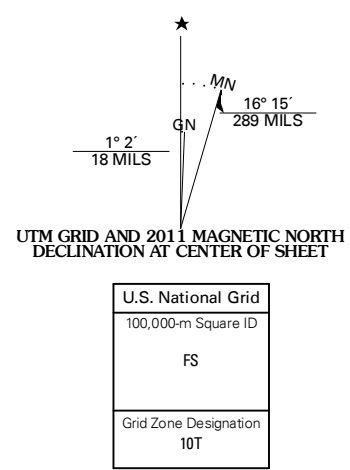 MN
16° 15´
289 MILS
GN
1° 2´
18 MILS
UTM GRID AND 2011 MAGNETIC NORTH
DECLINATION AT CENTER OF SHEET
U.S. National Grid
100,000-m Square ID
FS
Grid Zone Designation
10T